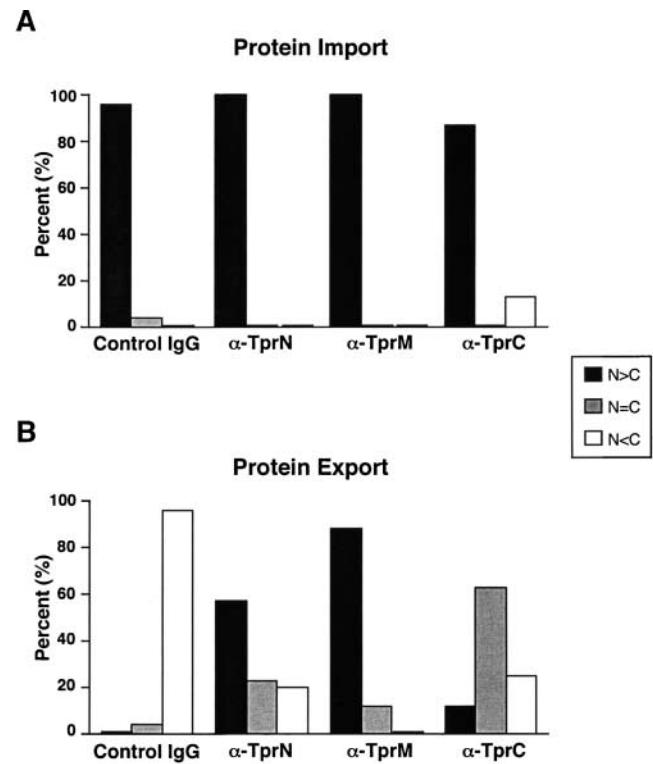 A
Protein Import
100
80
60
40
20
0
Percent (%)
Control IgG α-TprN α-TprM α-TprC
N>C
N=C
N<C
B
Protein Export
100
80
60
40
20
0
Percent (%)
Control IgG α-TprN α-TprM α-TprC